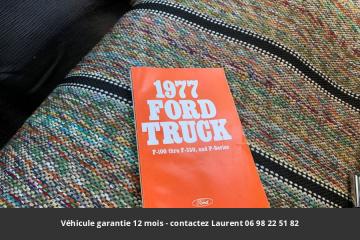 1977
FORD
TRUCK
F-100 thru F-350, and P-Series
Ford
Véhicule garantie 12 mois - contactez Laurent 06 98 22 51 82